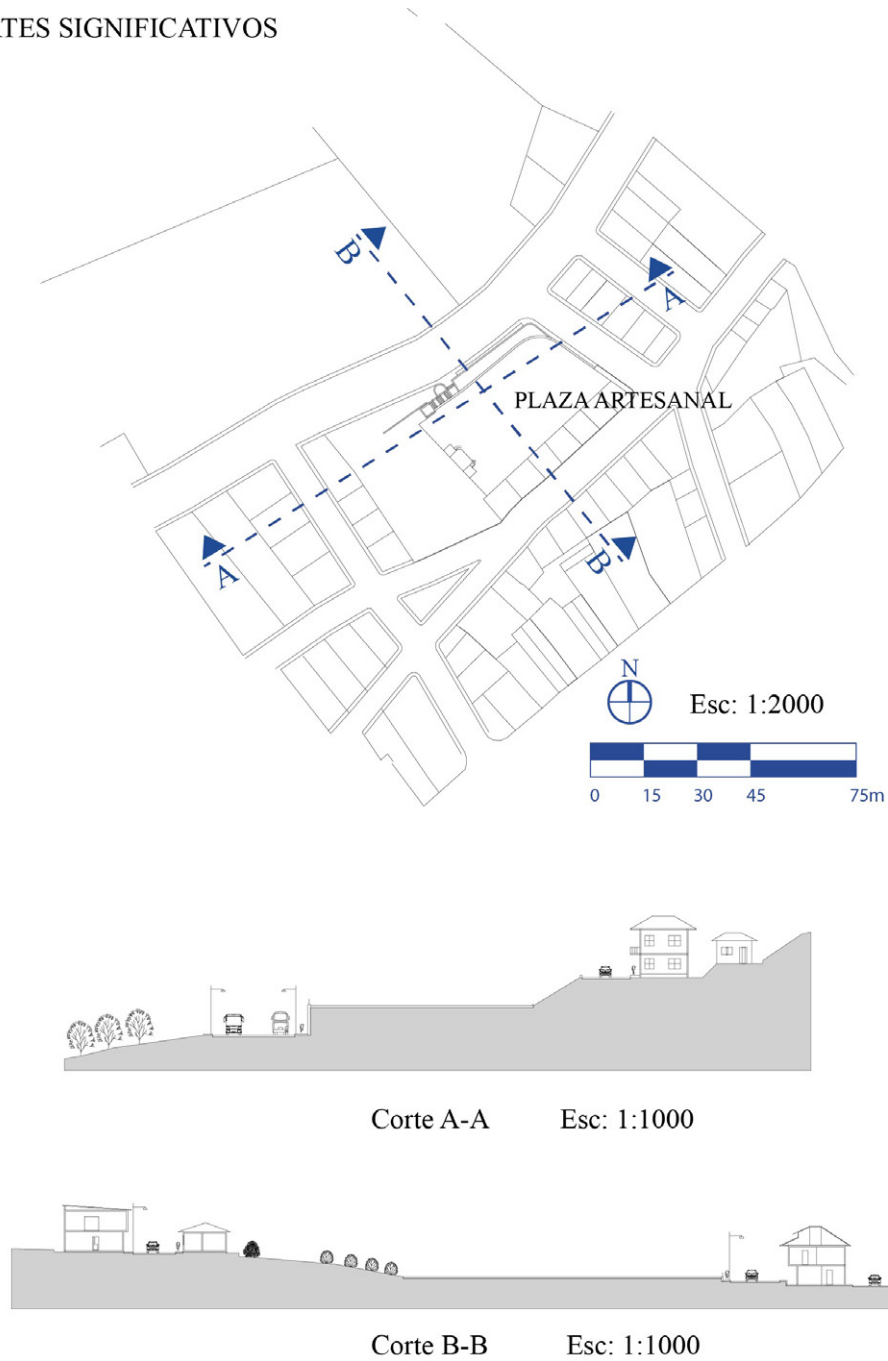 RTES SIGNIFICATIVOS
B
A
PLAZA ARTESANAL
A
B
N
Esc: 1:2000
0 15 30 45 75m
Corte A-A Esc: 1:1000
Corte B-B Esc: 1:1000